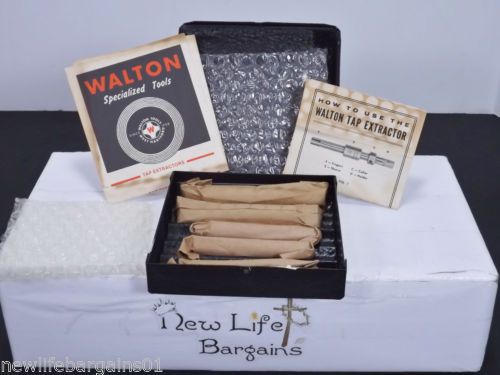 WALTON
Specialized Tools
W
TAP EXTRACTORS
HOW TO USE THE
WALTON TAP EXTRACTOR
New Life
Bargains
newlifebargains01